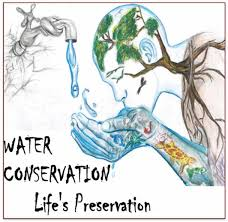 WATER
CONSERVATION
Life's Preservation